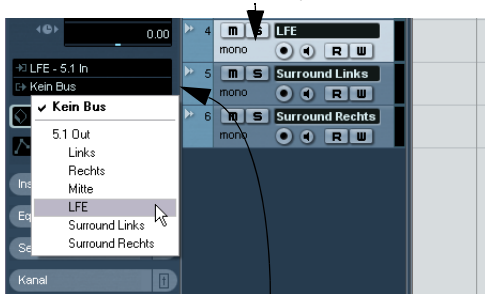 0.00
LFE - 5.1 In
Kein Bus
✓ Kein Bus
5.1 Out
Links
Rechts
Mitte
LFE
Surround Links
Surround Rechts
Ins
Eq
Se
Kanal
4 m S LFE
mono R W
5 m S Surround Links
mono R W
6 m S Surround Rechts
mono R W